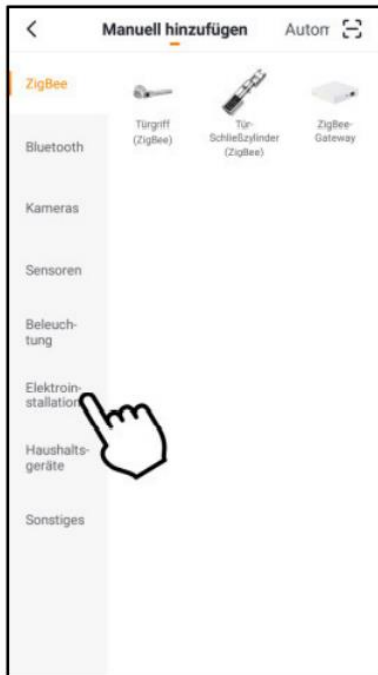 Manuell hinzufügen Autom
ZigBee
Türgriff
(ZigBee)
Tür-
Schließzylinder
(ZigBee)
ZigBee-
Gateway
Bluetooth
Kameras
Sensoren
Beleuch-
tung
Elektroin-
stallation
Haushalts-
geräte
Sonstiges